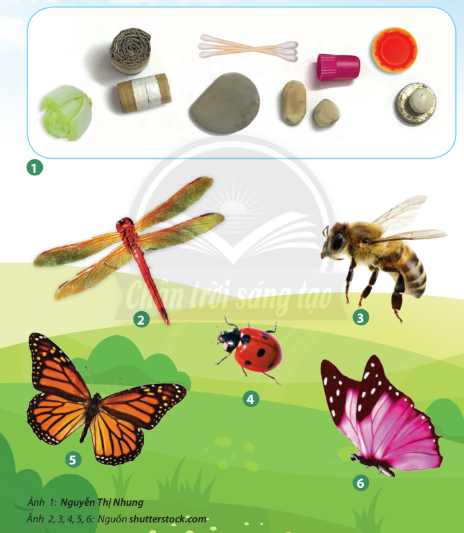 1
Chân trời sáng tạo
2
3
4
5
6
Ảnh 1: Nguyễn Thị Nhung
Ảnh 2, 3, 4, 5, 6: Nguồn shutterstock.com